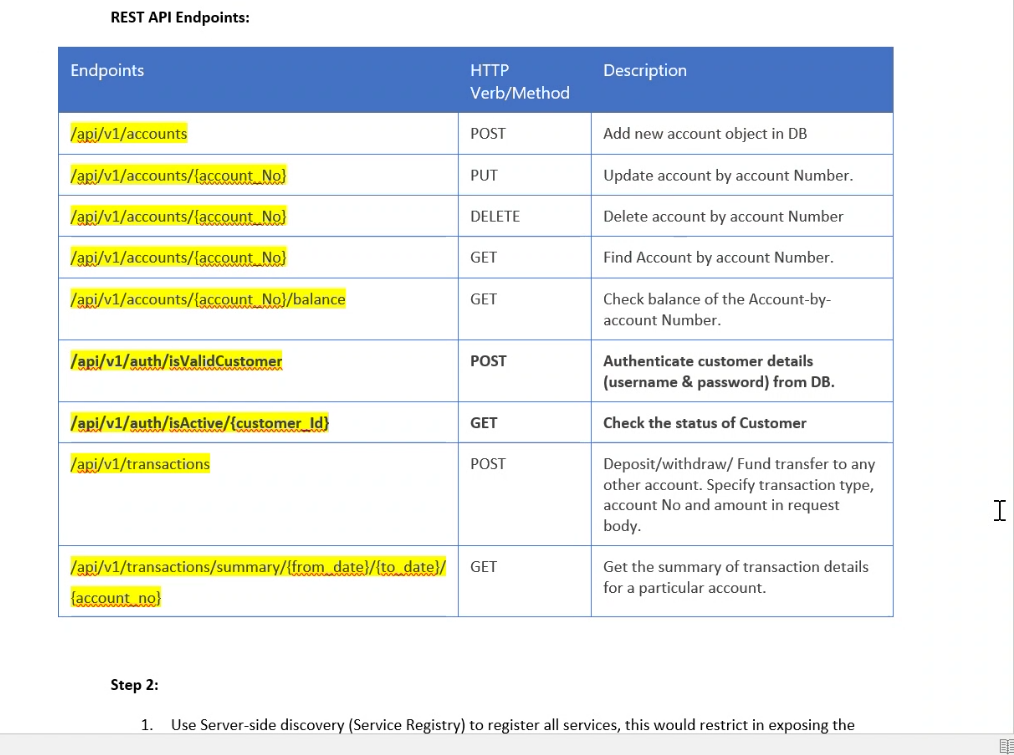 REST API Endpoints:
Endpoints
HTTP
Verb/Method
Description
/api/v1/accounts
POST
Add new account object in DB
/api/v1/accounts/{account_No}
PUT
Update account by account Number.
/api/v1/accounts/{account_No}
DELETE
Delete account by account Number
/api/v1/accounts/{account_No}
GET
Find Account by account Number.
/api/v1/accounts/{account_No}/balance
GET
Check balance of the Account-by-
account Number.
/api/v1/auth/isValidCustomer
POST
Authenticate customer details
(username & password) from DB.
/api/v1/auth/isActive/{customer_Id}
GET
Check the status of Customer
/api/v1/transactions
POST
Deposit/withdraw/ Fund transfer to any
other account. Specify transaction type,
account No and amount in request
body.
/api/v1/transactions/summary/{from_date}/{to_date}/
{account_no}
GET
Get the summary of transaction details
for a particular account.
Step 2:
1. Use Server-side discovery (Service Registry) to register all services, this would restrict in exposing the